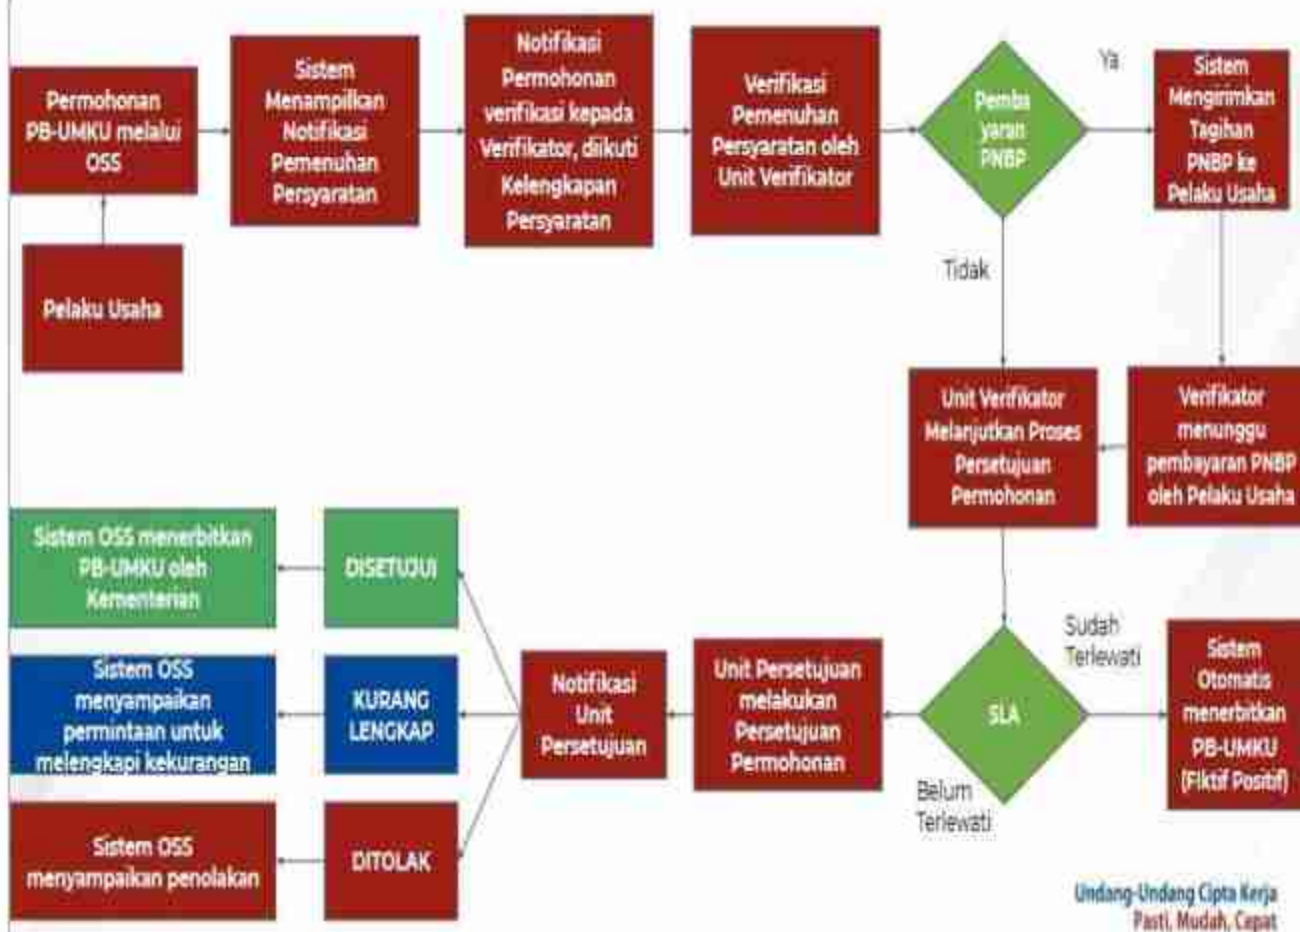 Permohonan
PB-UMKU melalui
OSS
Pelaku Usaha
Sistem
Menampilkan
Notifikasi
Pemenuhan
Persyaratan
Notifikasi
Permohonan
verifikasi kepada
Verifikator, diikuti
Kelengkapan
Persyaratan
Verifikasi
Pemenuhan
Persyaratan oleh
Unit Verifikator
Pemba
yaran
PNBP
Ya
Sistem
Mengirimkan
Tagihan
PNBP ke
Pelaku Usaha
Tidak
Unit Verifikator
Melanjutkan Proses
Persetujuan
Permohonan
Verifikator
menunggu
pembayaran PNBP
oleh Pelaku Usaha
SLA
Sudah
Terlewati
Sistem
Otomatis
menerbitkan
PB-UMKU
(Fiktif Positif)
Belum
Terlewati
Unit Persetujuan
melakukan
Persetujuan
Permohonan
Notifikasi
Unit
Persetujuan
DISETUJUI
Sistem OSS menerbitkan
PB-UMKU oleh
Kementerian
KURANG
LENGKAP
Sistem OSS
menyampaikan
permintaan untuk
melengkapi kekurangan
DITOLAK
Sistem OSS
menyampaikan penolakan
Undang-Undang Cipta Kerja
Pasti, Mudah, Cepat